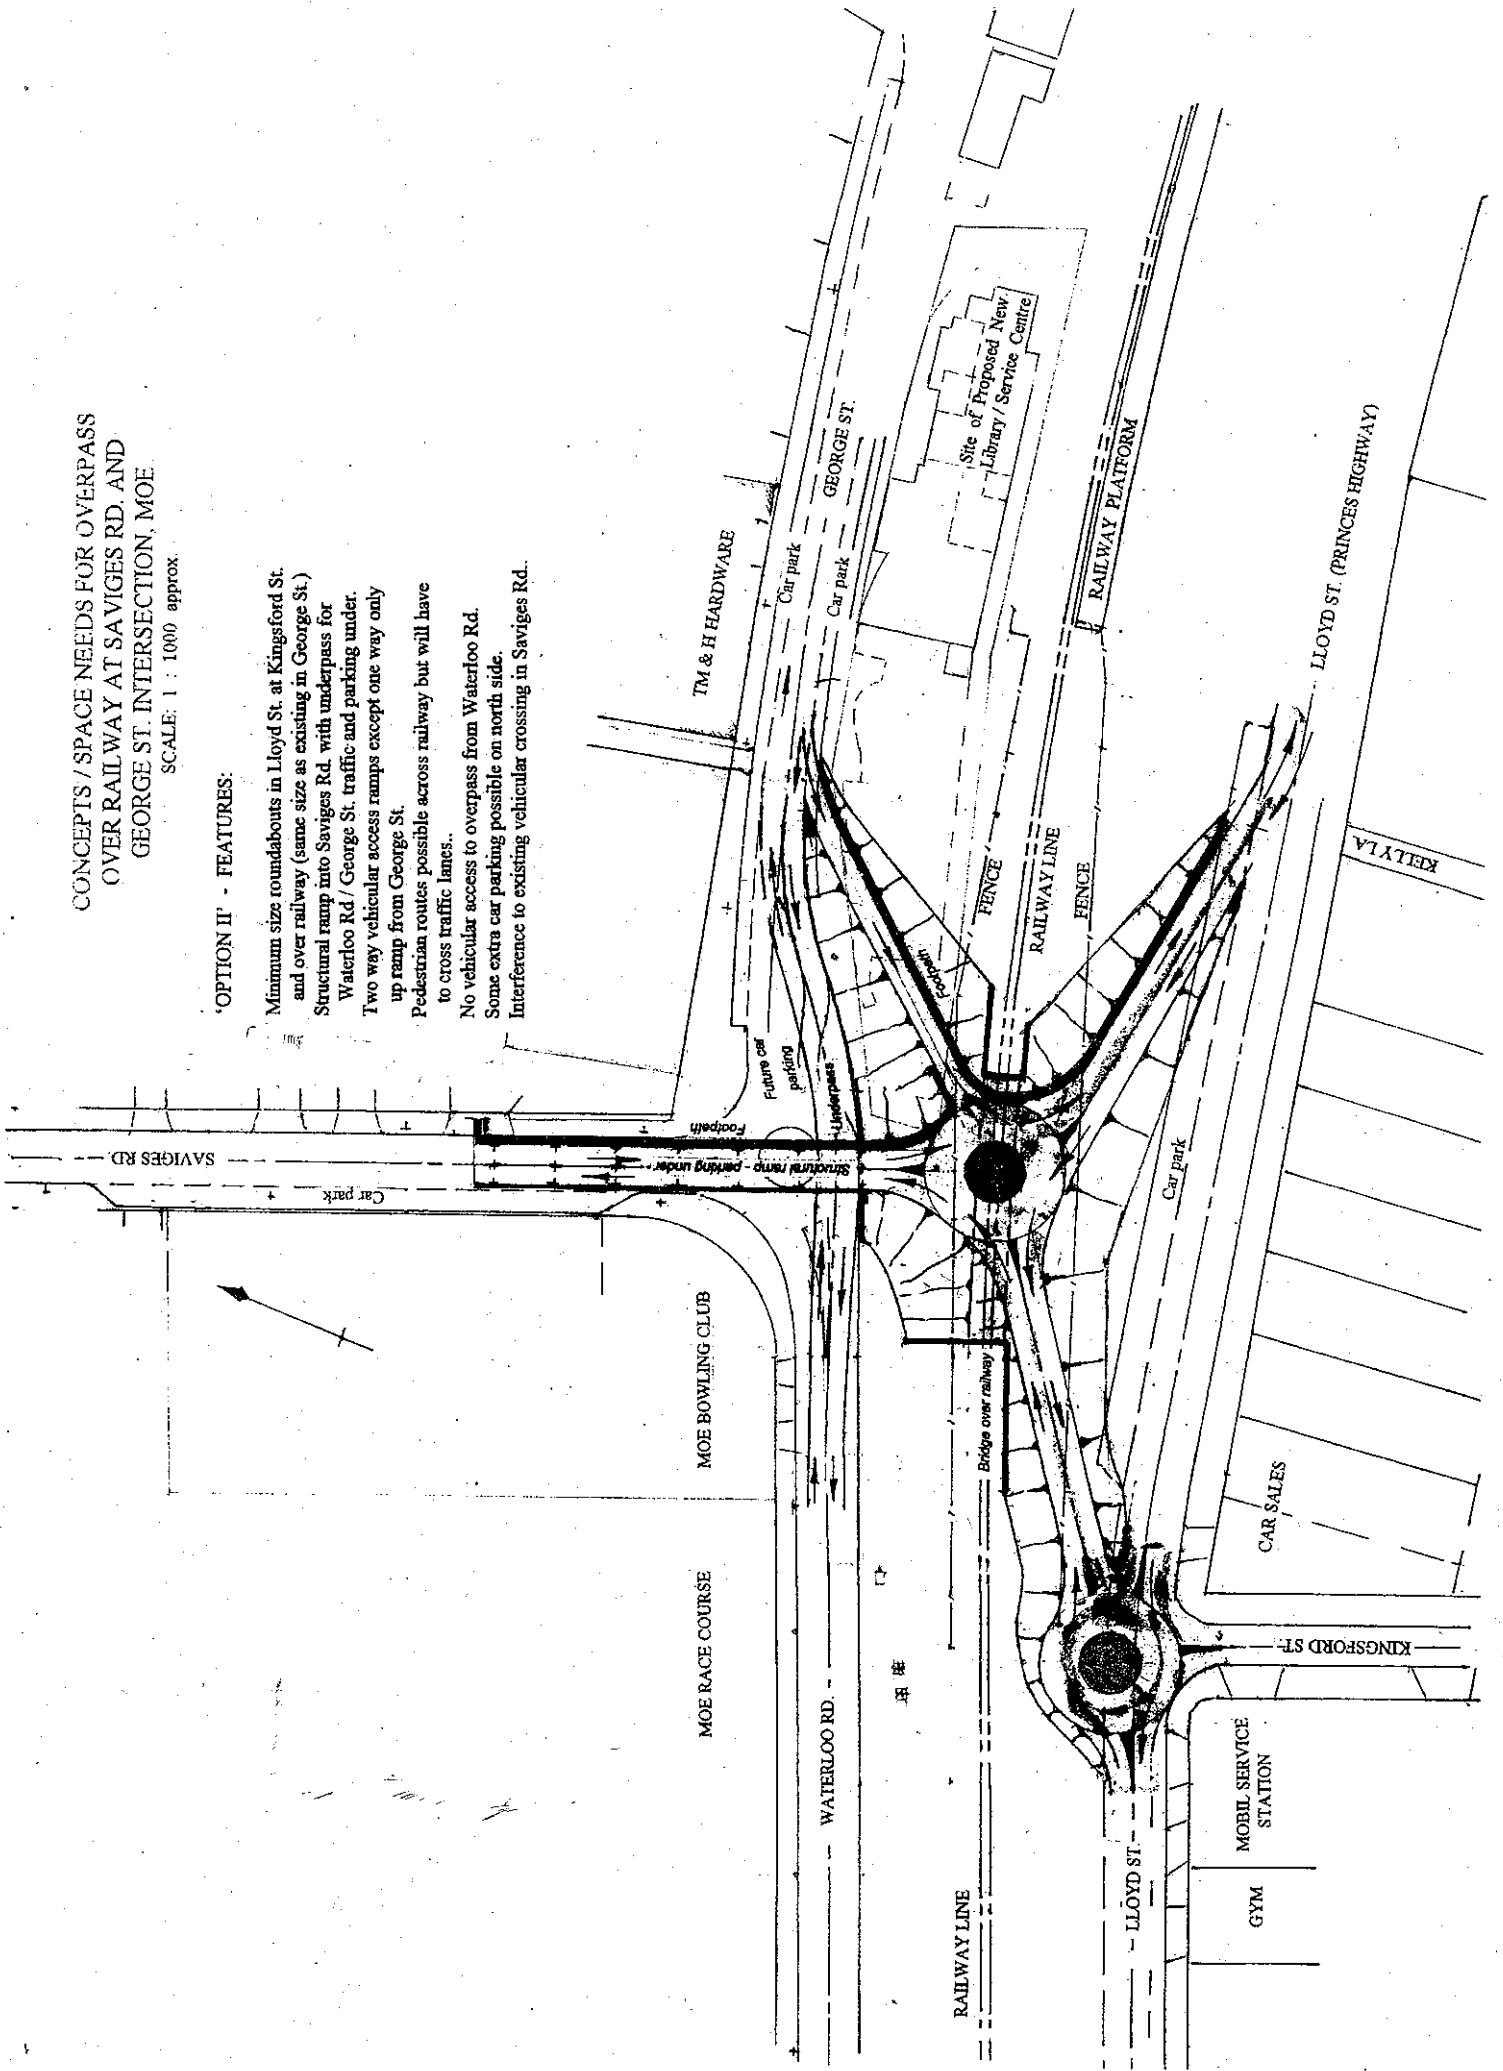 CONCEPTS / SPACE NEEDS FOR OVERPASS
OVER RAILWAY AT SAVIGES RD. AND
GEORGE ST. INTERSECTION, MOE
SCALE: 1 : 1000 approx.
'OPTION II' - FEATURES:
Minimum size roundabouts in Lloyd St. at Kingsford St.
and over railway (same size as existing in George St.)
Structural ramp into Saviges Rd. with underpass for
Waterloo Rd / George St. traffic and parking under.
Two way vehicular access ramps except one way only
up ramp from George St.
Pedestrian routes possible across railway but will have
to cross traffic lanes..
No vehicular access to overpass from Waterloo Rd.
Some extra car parking possible on north side.
Interference to existing vehicular crossing in Saviges Rd..
SAVIGES RD
Car park
Footpath
Structural ramp - parking under
Future car
parking
Underpass
TM & H HARDWARE
Car park
GEORGE ST.
Car park
Site of Proposed New
Library / Service Centre
RAILWAY PLATFORM
FENCE
RAILWAY LINE
FENCE
Footpath
LLOYD ST. (PRINCES HIGHWAY)
KELLY LA.
MOE BOWLING CLUB
MOE RACE COURSE
WATERLOO RD.
Bridge over railway
Car park
RAILWAY LINE
LLOYD ST.
KINGSFORD ST
CAR SALES
MOBIL SERVICE
STATION
GYM